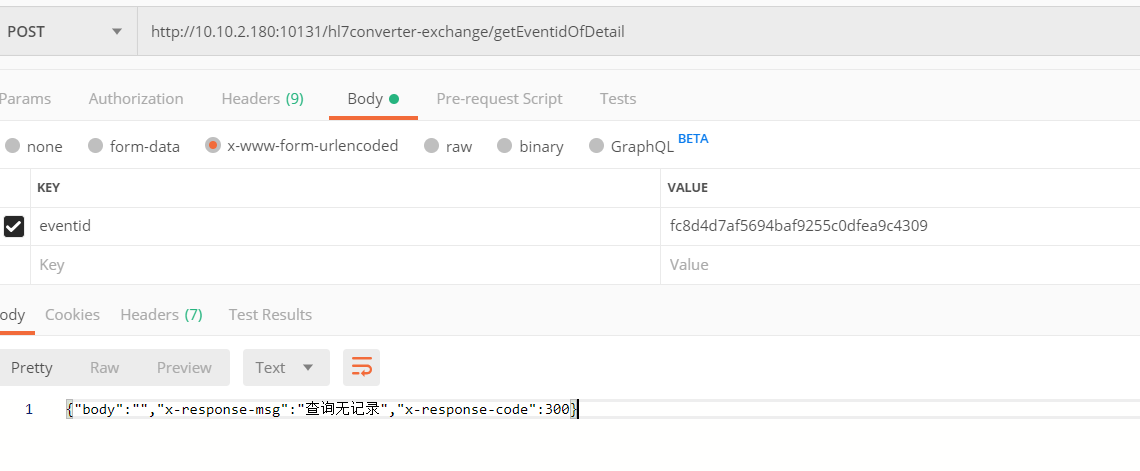 POST http://10.10.2.180:10131/hl7converter-exchange/getEventidOfDetail
Params Authorization Headers (9) Body Pre-request Script Tests
none form-data x-www-form-urlencoded raw binary GraphQL BETA
KEY VALUE
eventid fc8d4d7af5694baf9255c0dfea9c4309
Key Value
ody Cookies Headers (7) Test Results
Pretty Raw Preview Text
1 {"body":"","x-response-msg":"查询无记录","x-response-code":300}